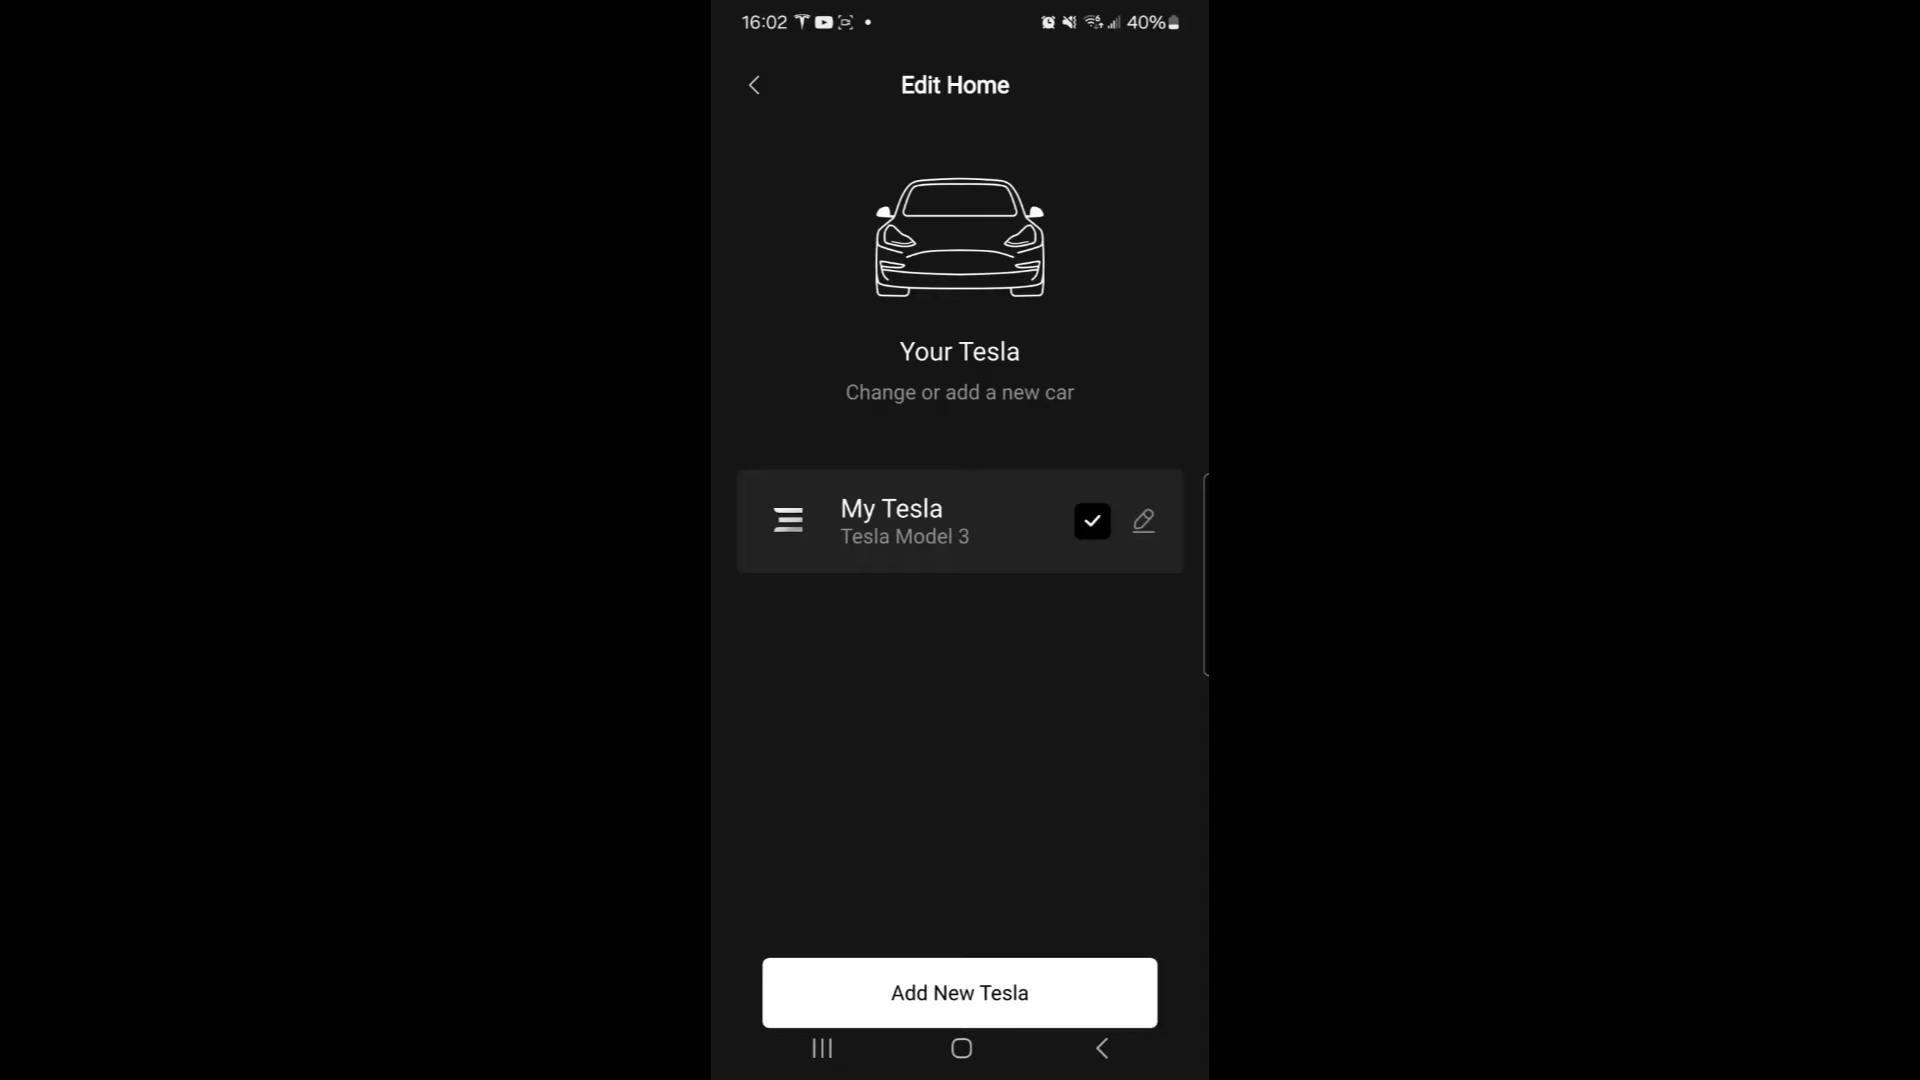 16:02 40%
Edit Home
Your Tesla
Change or add a new car
My Tesla
Tesla Model 3
Add New Tesla